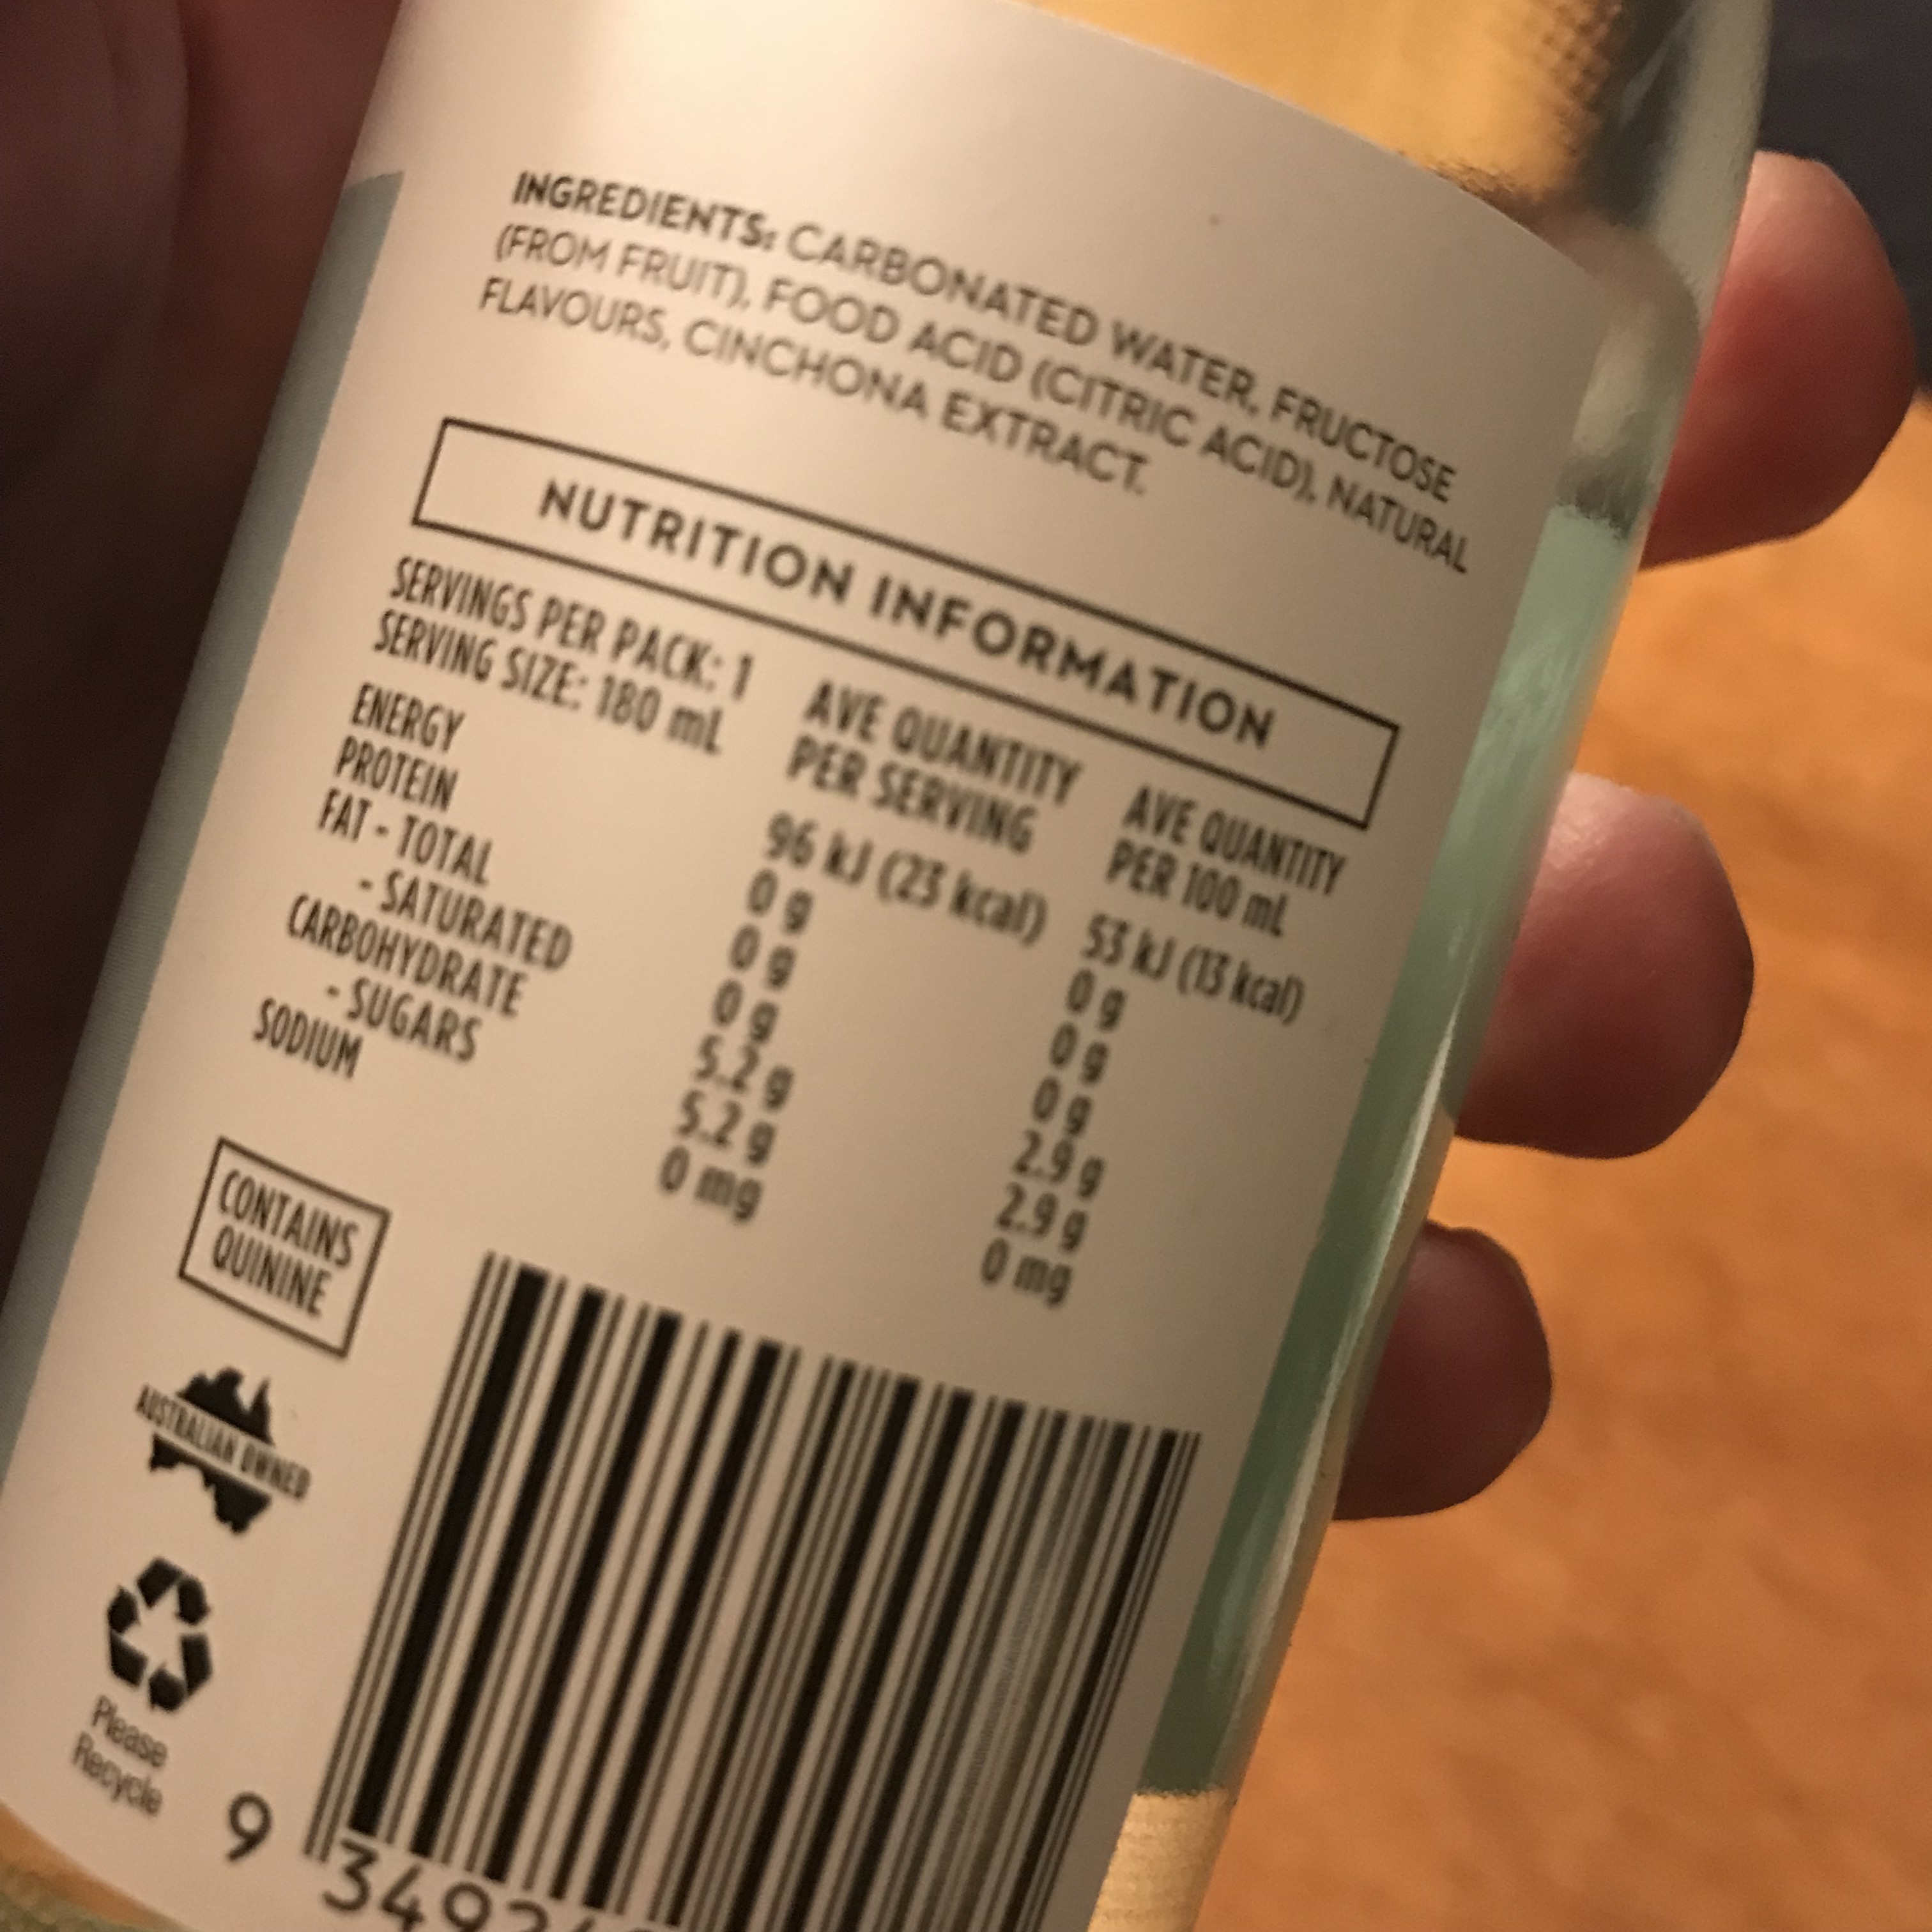 INGREDIENTS: CARBONATED WATER, FRUCTOSE
(FROM FRUIT), FOOD ACID (CITRIC ACID), NATURAL
FLAVOURS, CINCHONA EXTRACT.
NUTRITION INFORMATION
SERVINGS PER PACK: 1
SERVING SIZE: 180 mL
AVE QUANTITY
PER SERVING
AVE QUANTITY
PER 100 mL
ENERGY 96 kJ (23 kcal) 53 kJ (13 kcal)
PROTEIN 0 g 0 g
FAT - TOTAL 0 g 0 g
- SATURATED 0 g 0 g
CARBOHYDRATE 5.2 g 2.9 g
- SUGARS 5.2 g 2.9 g
SODIUM 0 mg 0 mg
CONTAINS
QUININE
AUSTRALIAN OWNED
Please
Recycle
9 349